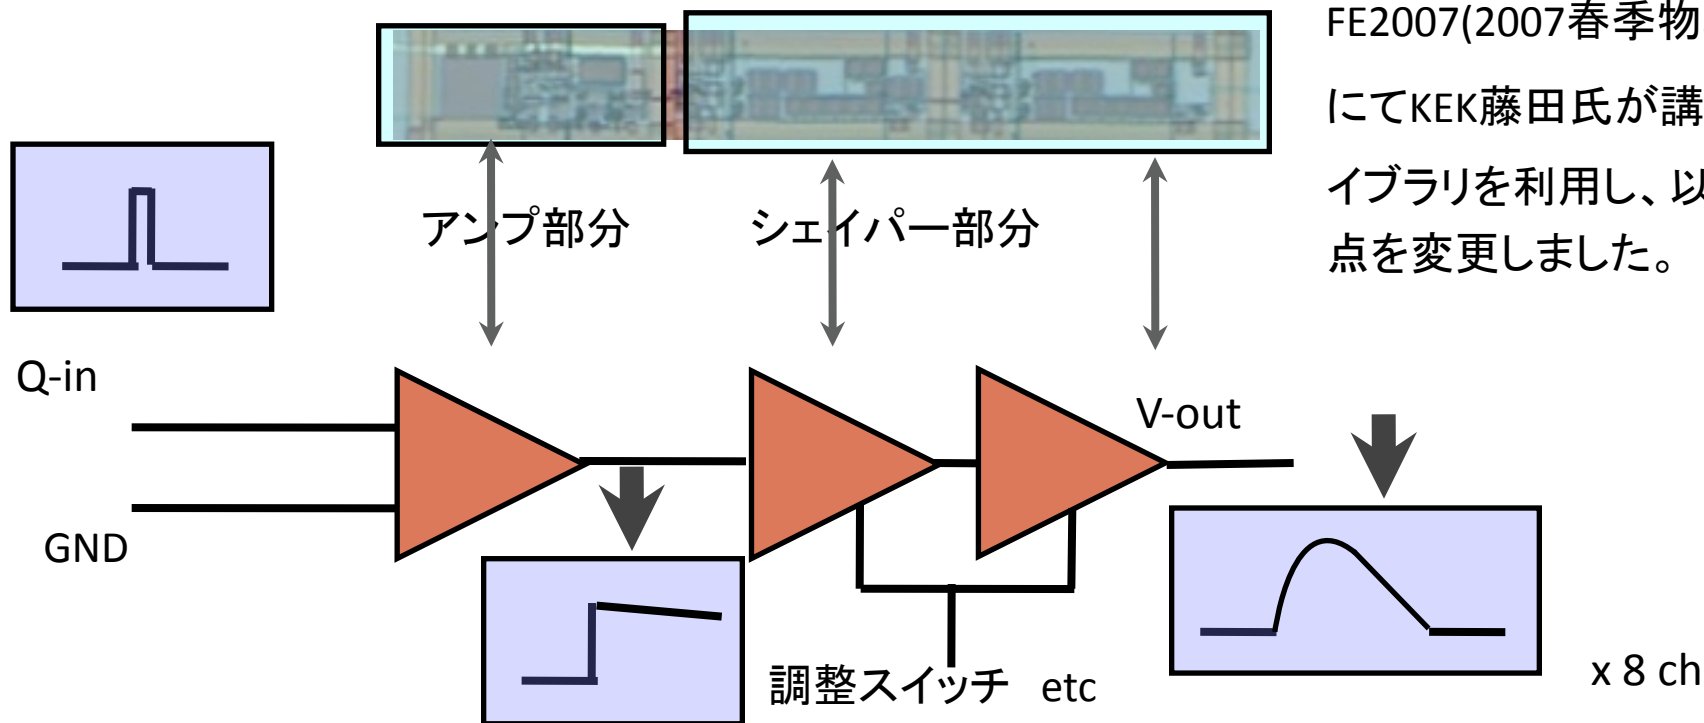 FE2007(2007春季物
にてKEK藤田氏が講
イブラリを利用し、以
点を変更しました。
アンプ部分
シェイパー部分
Q-in
V-out
GND
調整スイッチ etc
x 8 ch